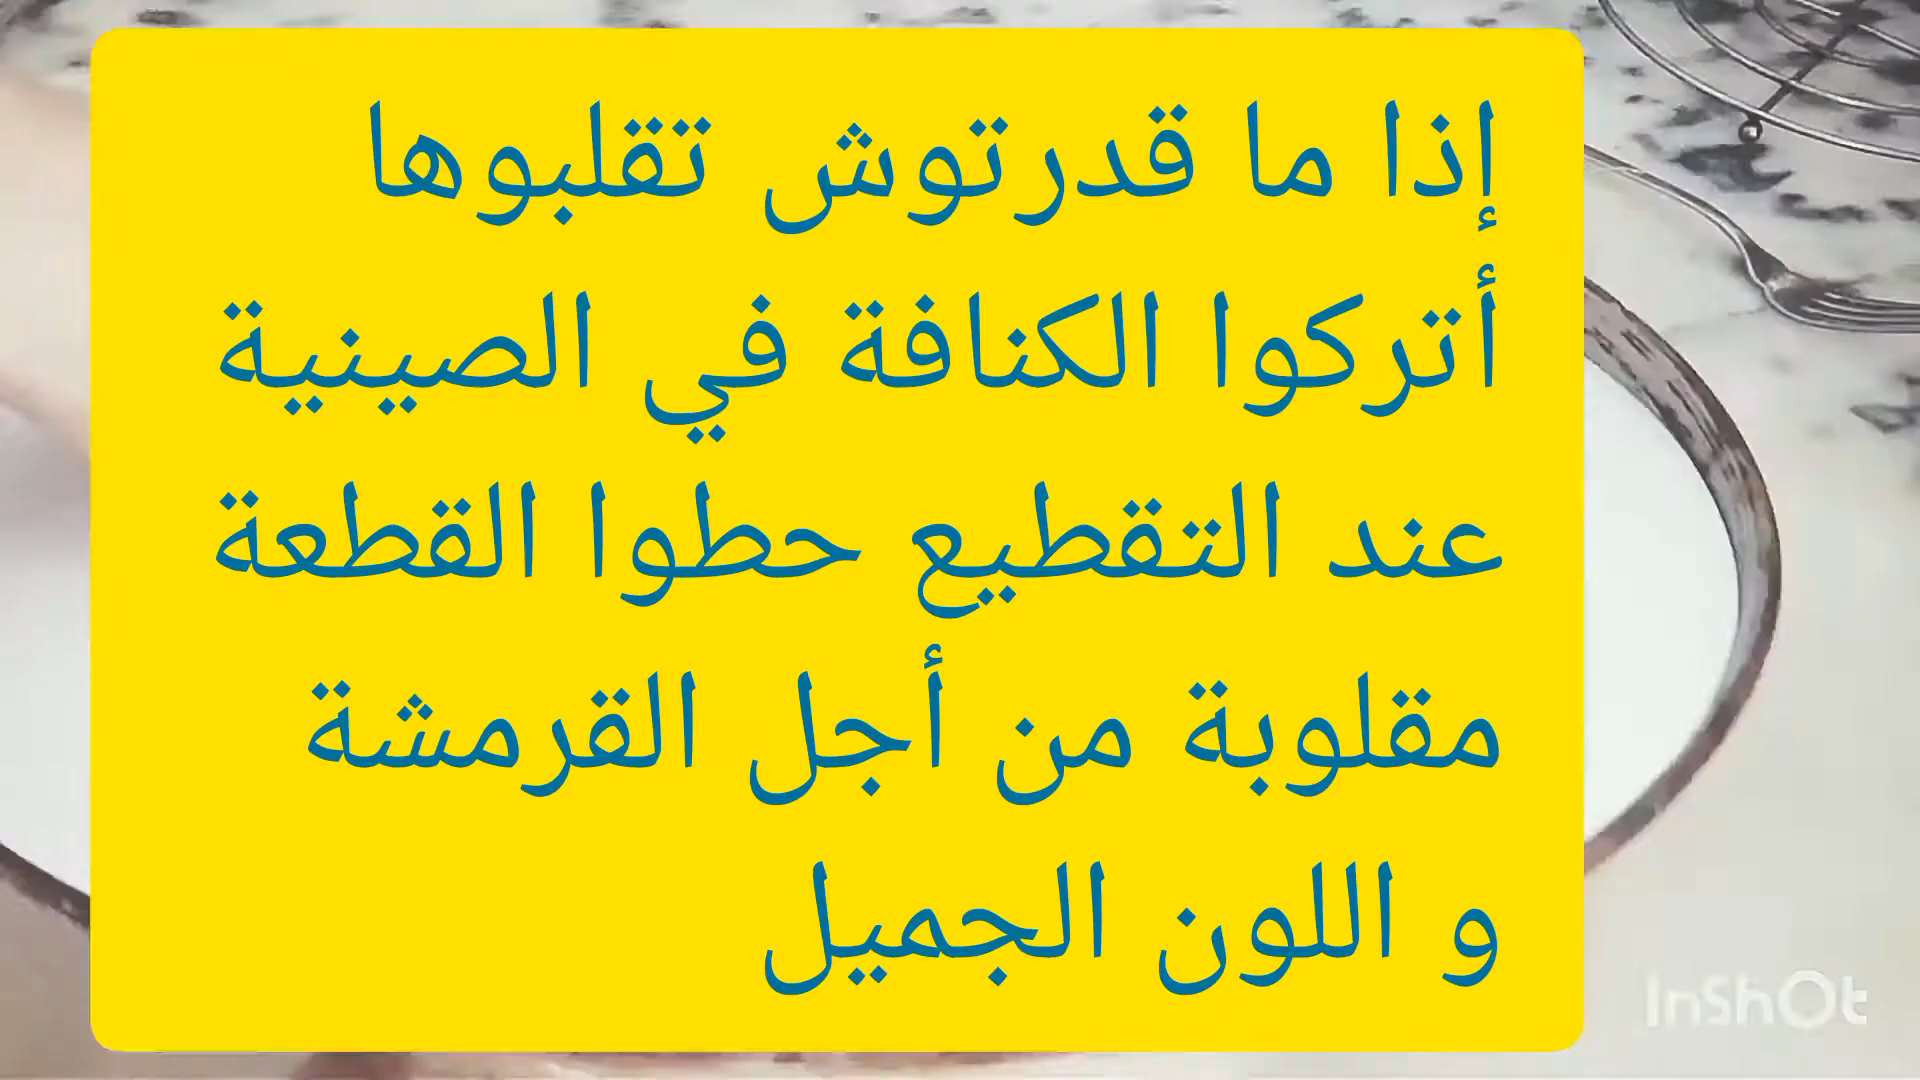 إذا ما قدرتوش تقلبوها
أتركوا الكنافة في الصينية
عند التقطيع حطوا القطعة
مقلوبة من أجل القرمشة
و اللون الجميل
InShOt